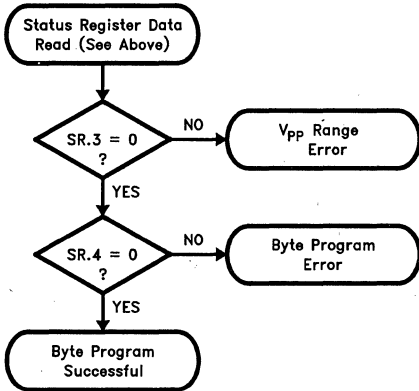 Status Register Data
Read (See Above)
SR.3 = 0
?
NO
VPP Range
Error
YES
SR.4 = 0
?
NO
Byte Program
Error
YES
Byte Program
Successful